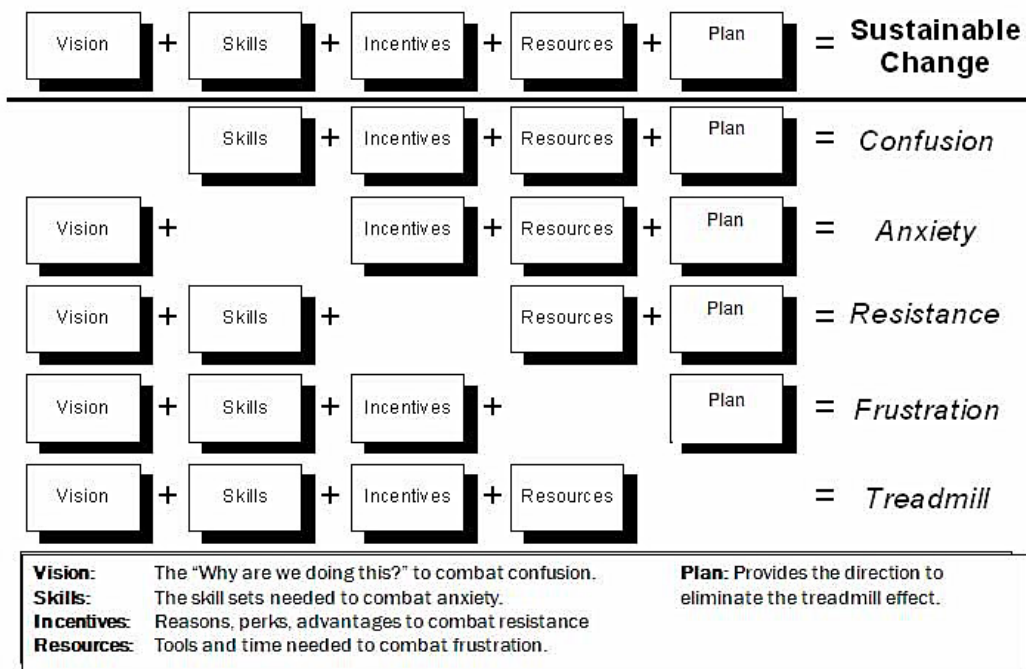 Vision + Skills + Incentives + Resources + Plan = Sustainable
Change
Skills + Incentives + Resources + Plan = Confusion
Vision + Incentives + Resources + Plan = Anxiety
Vision + Skills + Resources + Plan = Resistance
Vision + Skills + Incentives + Plan = Frustration
Vision + Skills + Incentives + Resources = Treadmill
Vision: The “Why are we doing this?” to combat confusion.
Skills: The skill sets needed to combat anxiety.
Incentives: Reasons, perks, advantages to combat resistance
Resources: Tools and time needed to combat frustration.
Plan: Provides the direction to
eliminate the treadmill effect.